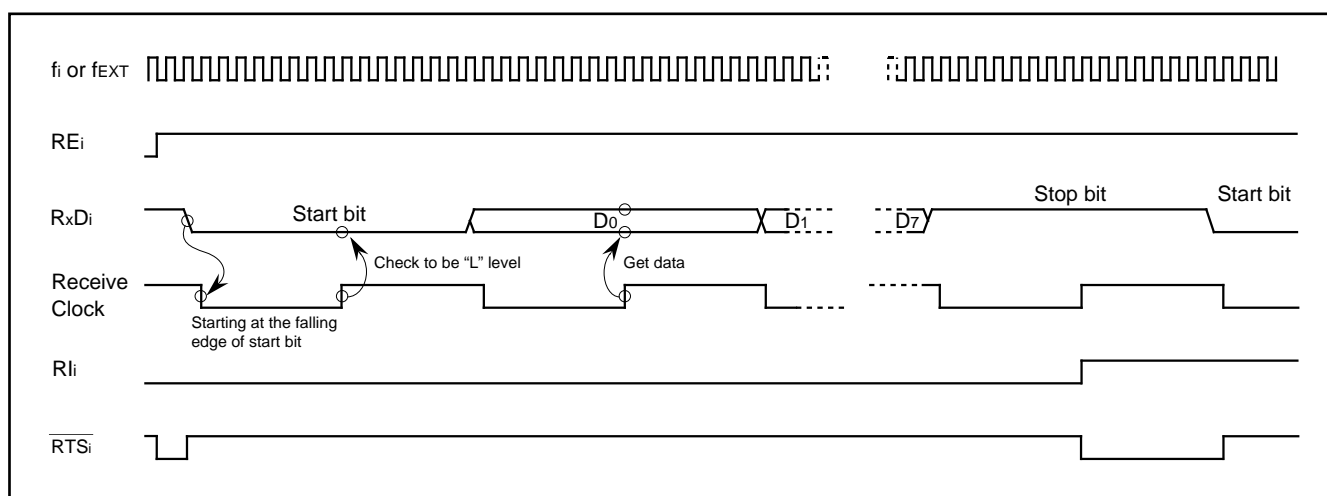 fi or fEXT
REi
RxDi
Start bit
D0
D1
D7
Stop bit
Start bit
Check to be “L” level
Get data
Receive
Clock
Starting at the falling
edge of start bit
RIi
RTSi